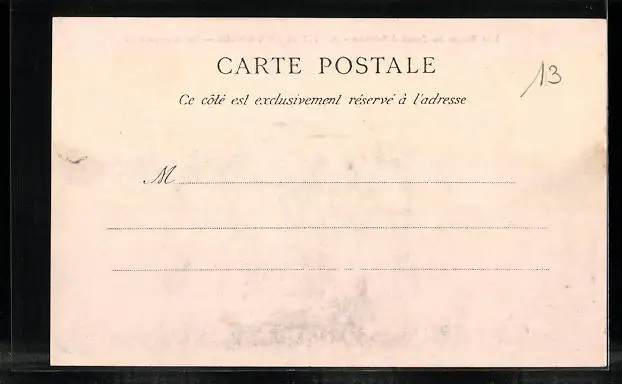 CARTE POSTALE
13
Ce côté est exclusivement réservé à l'adresse
M